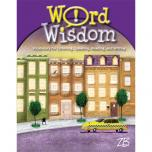 Word
Wisdom
Vocabulary for Listening, Speaking, Reading, and Writing
ZB